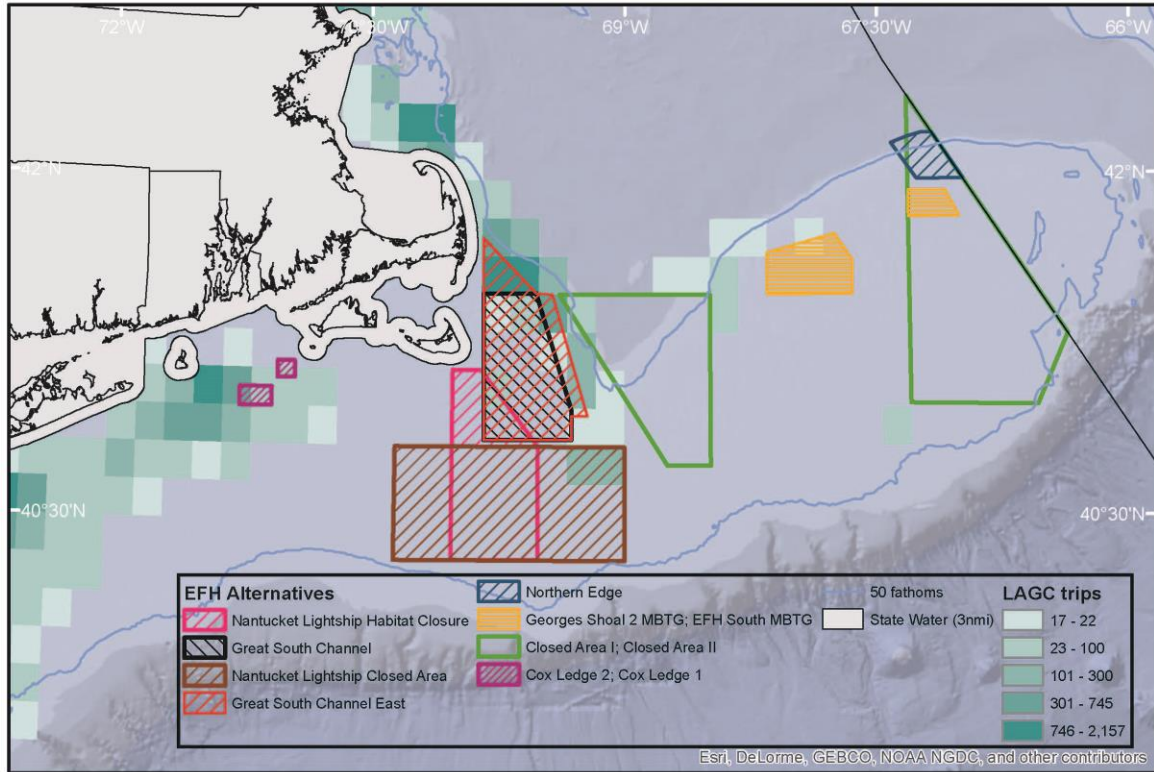 72°W
70°30'W
69°W
67°30'W
66°W
42°N
42°N
40°30'N
40°30'N
EFH Alternatives
Nantucket Lightship Habitat Closure
Great South Channel
Nantucket Lightship Closed Area
Great South Channel East
Northern Edge
Georges Shoal 2 MBTG; EFH South MBTG
Closed Area I; Closed Area II
Cox Ledge 2; Cox Ledge 1
50 fathoms
State Water (3nmi)
LAGC trips
17 - 22
23 - 100
101 - 300
301 - 745
746 - 2,157
Esri, DeLorme, GEBCO, NOAA NGDC, and other contributors